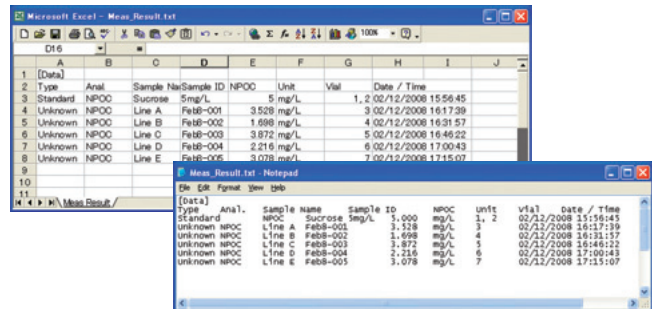 Microsoft Excel - Meas_Result.txt
100%
D16 =
A B C D E F G H I J
1 [Data]
2 Type Anal. Sample Na Sample ID NPOC Unit Vial Date / Time
3 Standard NPOC Sucrose 5mg/L 5 mg/L 1, 2 02/12/2008 15:56:45
4 Unknown NPOC Line A Feb8-001 3.528 mg/L 3 02/12/2008 16:17:39
5 Unknown NPOC Line B Feb8-002 1.698 mg/L 4 02/12/2008 16:31:57
6 Unknown NPOC Line C Feb8-003 3.872 mg/L 5 02/12/2008 16:46:22
7 Unknown NPOC Line D Feb8-004 2.216 mg/L 6 02/12/2008 17:00:43
8 Unknown NPOC Line E Feb8-005 3.078 mg/L 7 02/12/2008 17:15:07
9
10
11
Meas_Result
Meas_Result.txt - Notepad
File Edit Format View Help
[Data]
Type Anal. Sample Name Sample ID NPOC Unit Vial Date / Time
Standard NPOC Sucrose 5mg/L 5.000 mg/L 1, 2 02/12/2008 15:56:45
Unknown NPOC Line A Feb8-001 3.528 mg/L 3 02/12/2008 16:17:39
Unknown NPOC Line B Feb8-002 1.698 mg/L 4 02/12/2008 16:31:57
Unknown NPOC Line C Feb8-003 3.872 mg/L 5 02/12/2008 16:46:22
Unknown NPOC Line D Feb8-004 2.216 mg/L 6 02/12/2008 17:00:43
Unknown NPOC Line E Feb8-005 3.078 mg/L 7 02/12/2008 17:15:07